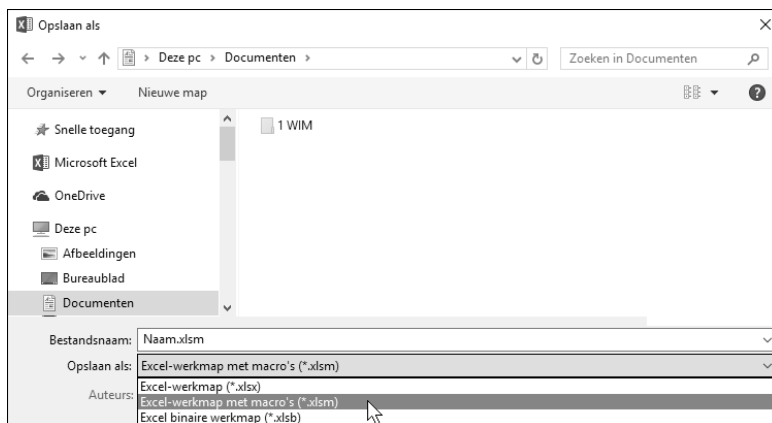 Opslaan als
Deze pc > Documenten >
Zoeken in Documenten
Organiseren
Nieuwe map
Snelle toegang
1 WIM
Microsoft Excel
OneDrive
Deze pc
Afbeeldingen
Bureaublad
Documenten
Bestandsnaam: Naam.xlsm
Opslaan als: Excel-werkmap met macro's (*.xlsm)
Auteurs:
Excel-werkmap (*.xlsx)
Excel-werkmap met macro's (*.xlsm)
Excel binaire werkmap (*.xlsb)